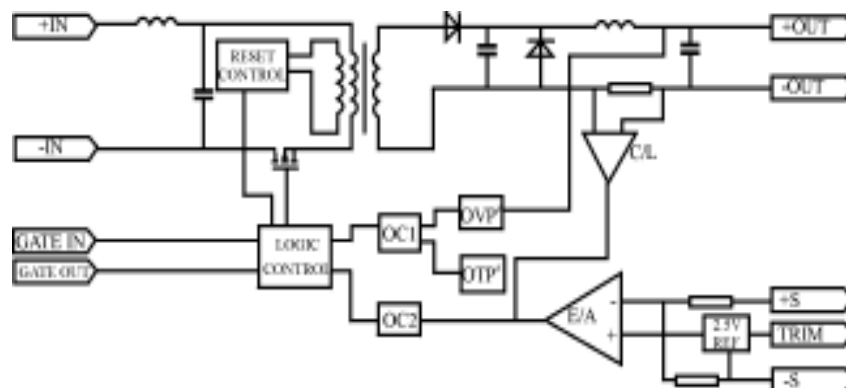 +IN
+OUT
RESET
CONTROL
-OUT
-IN
C/L
OVP'
GATE IN
LOGIC
CONTROL
OC1
GATE OUT
OTP'
+S
OC2
E/A
-
+
2.5V
REF
TRIM
-S